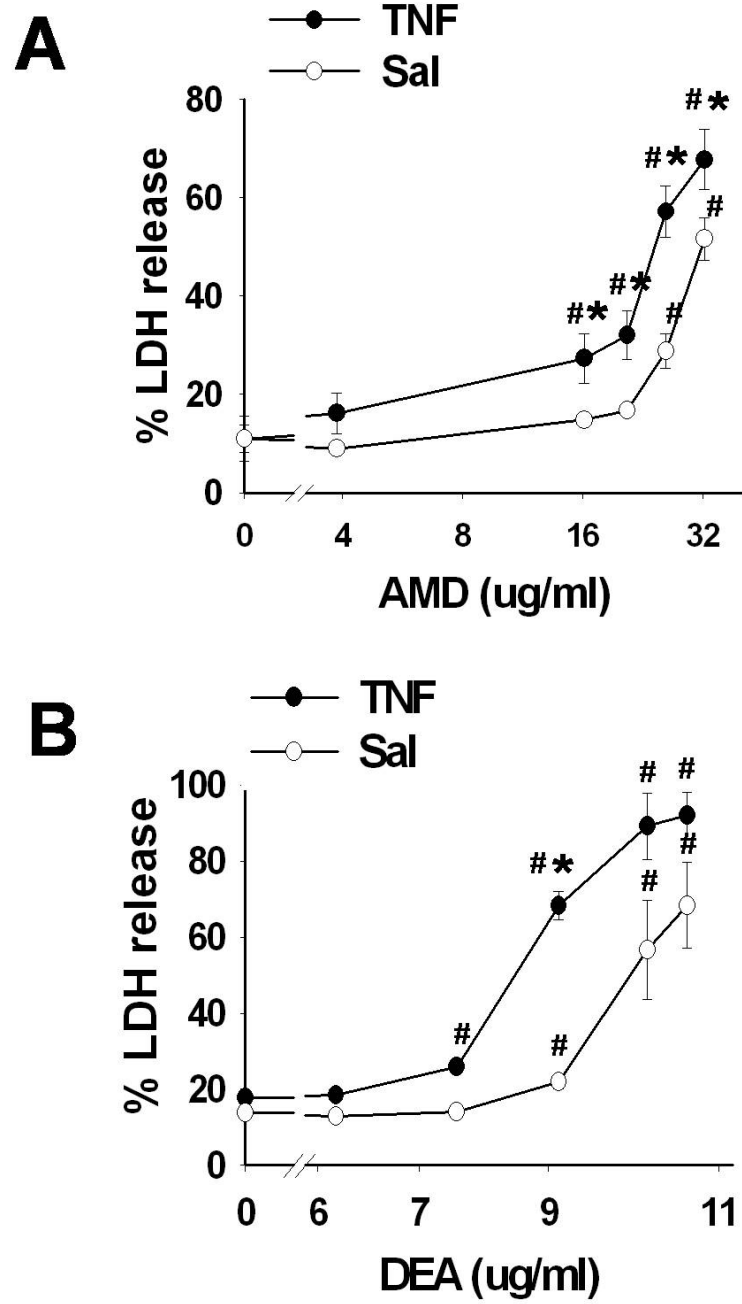 A
TNF
Sal
80
60
40
20
0
% LDH release
#*
#*
#
#*
#*
#
0 4 8 16 32
AMD (ug/ml)
B
TNF
Sal
100
80
60
40
20
0
% LDH release
# #
#*
#
#
#
#
0 6 7 9 11
DEA (ug/ml)